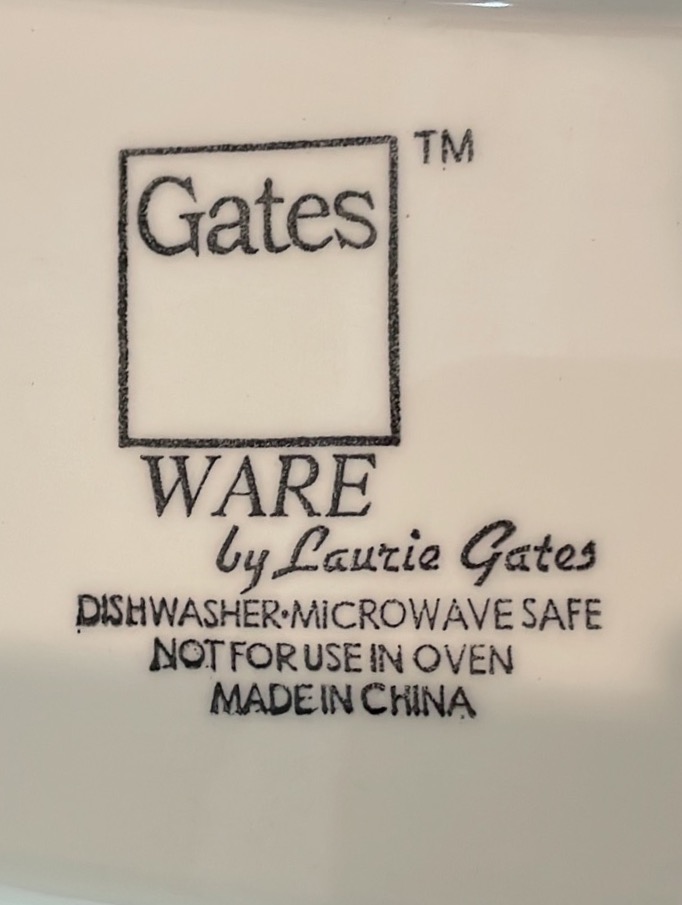 Gates
TM
WARE
by Laurie Gates
DISHWASHER•MICROWAVE SAFE
NOT FOR USE IN OVEN
MADE IN CHINA